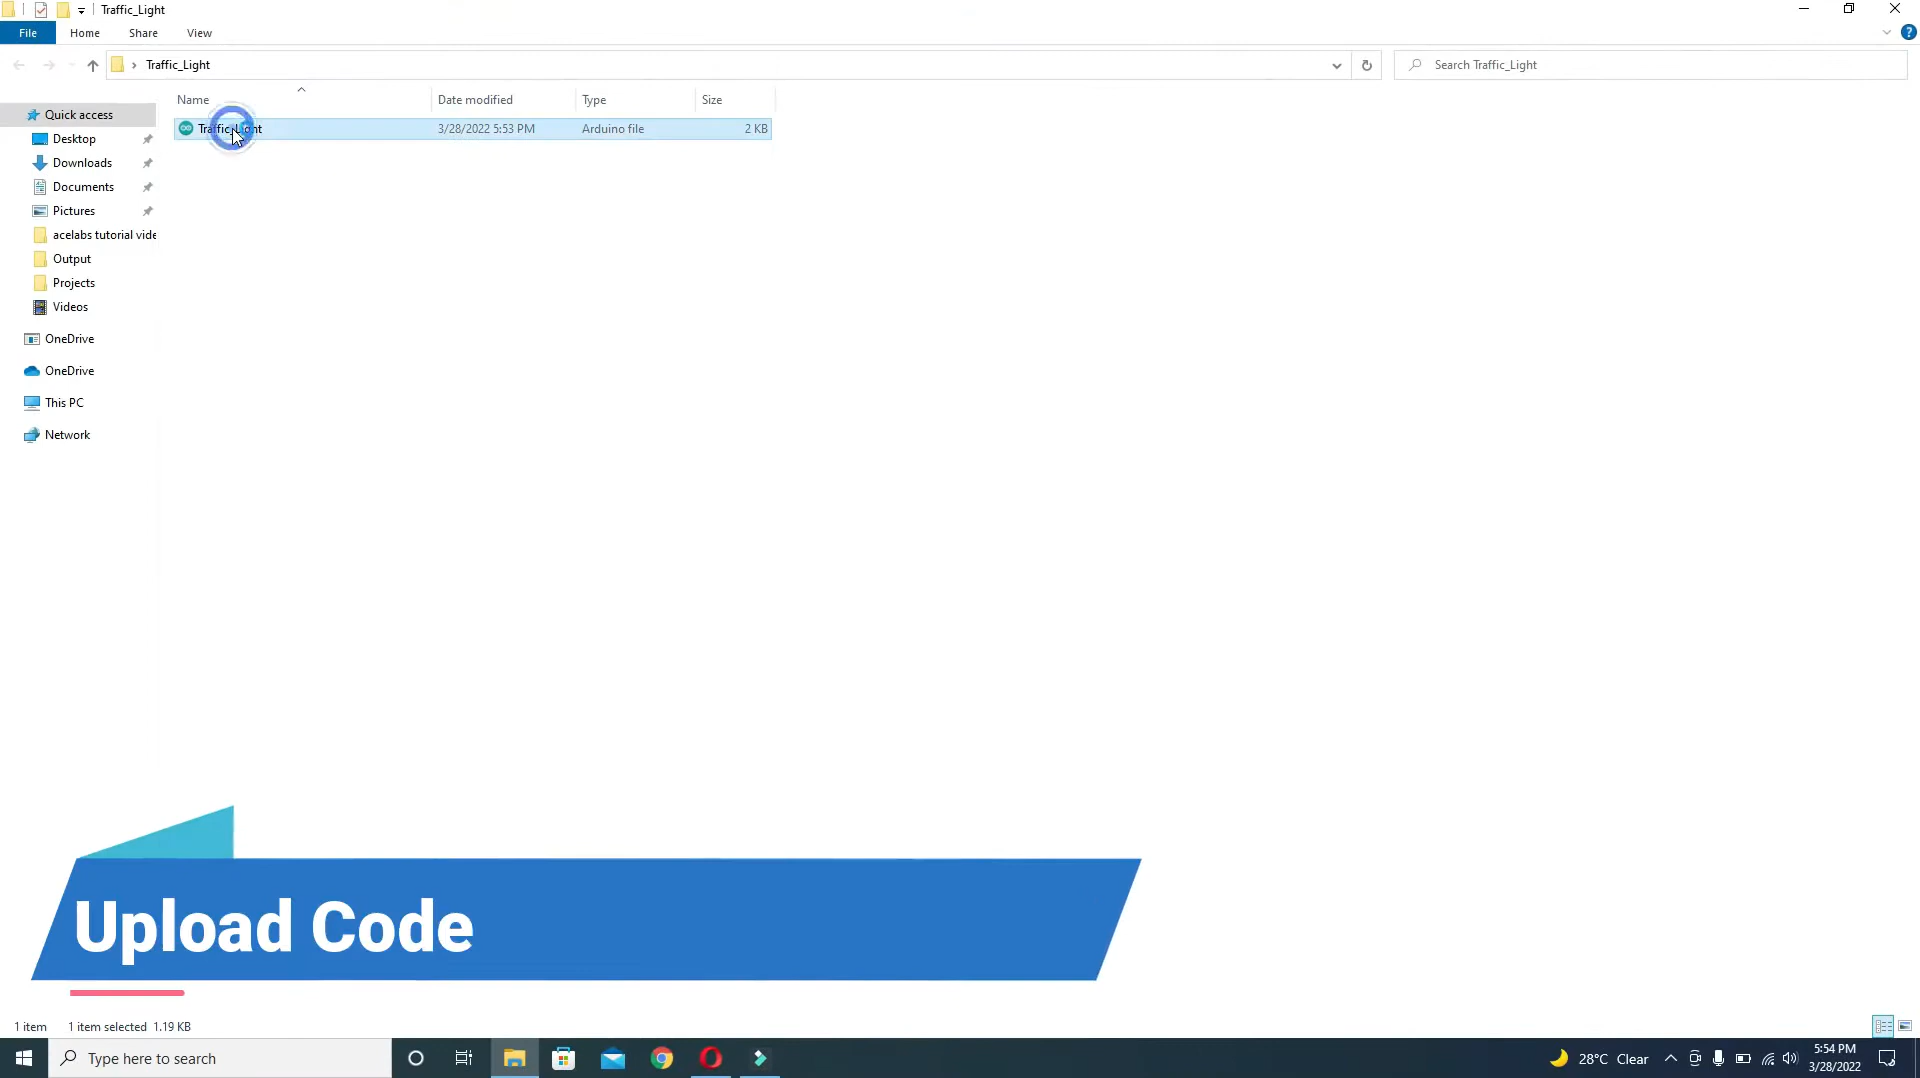 Traffic_Light
File Home Share View
Traffic_Light
Search Traffic_Light
Name Date modified Type Size
Traffic_Light 3/28/2022 5:53 PM Arduino file 2 KB
Quick access
Desktop
Downloads
Documents
Pictures
acelabs tutorial vide
Output
Projects
Videos
OneDrive
OneDrive
This PC
Network
Upload Code
1 item 1 item selected 1.19 KB
Type here to search
28°C Clear
5:54 PM
3/28/2022